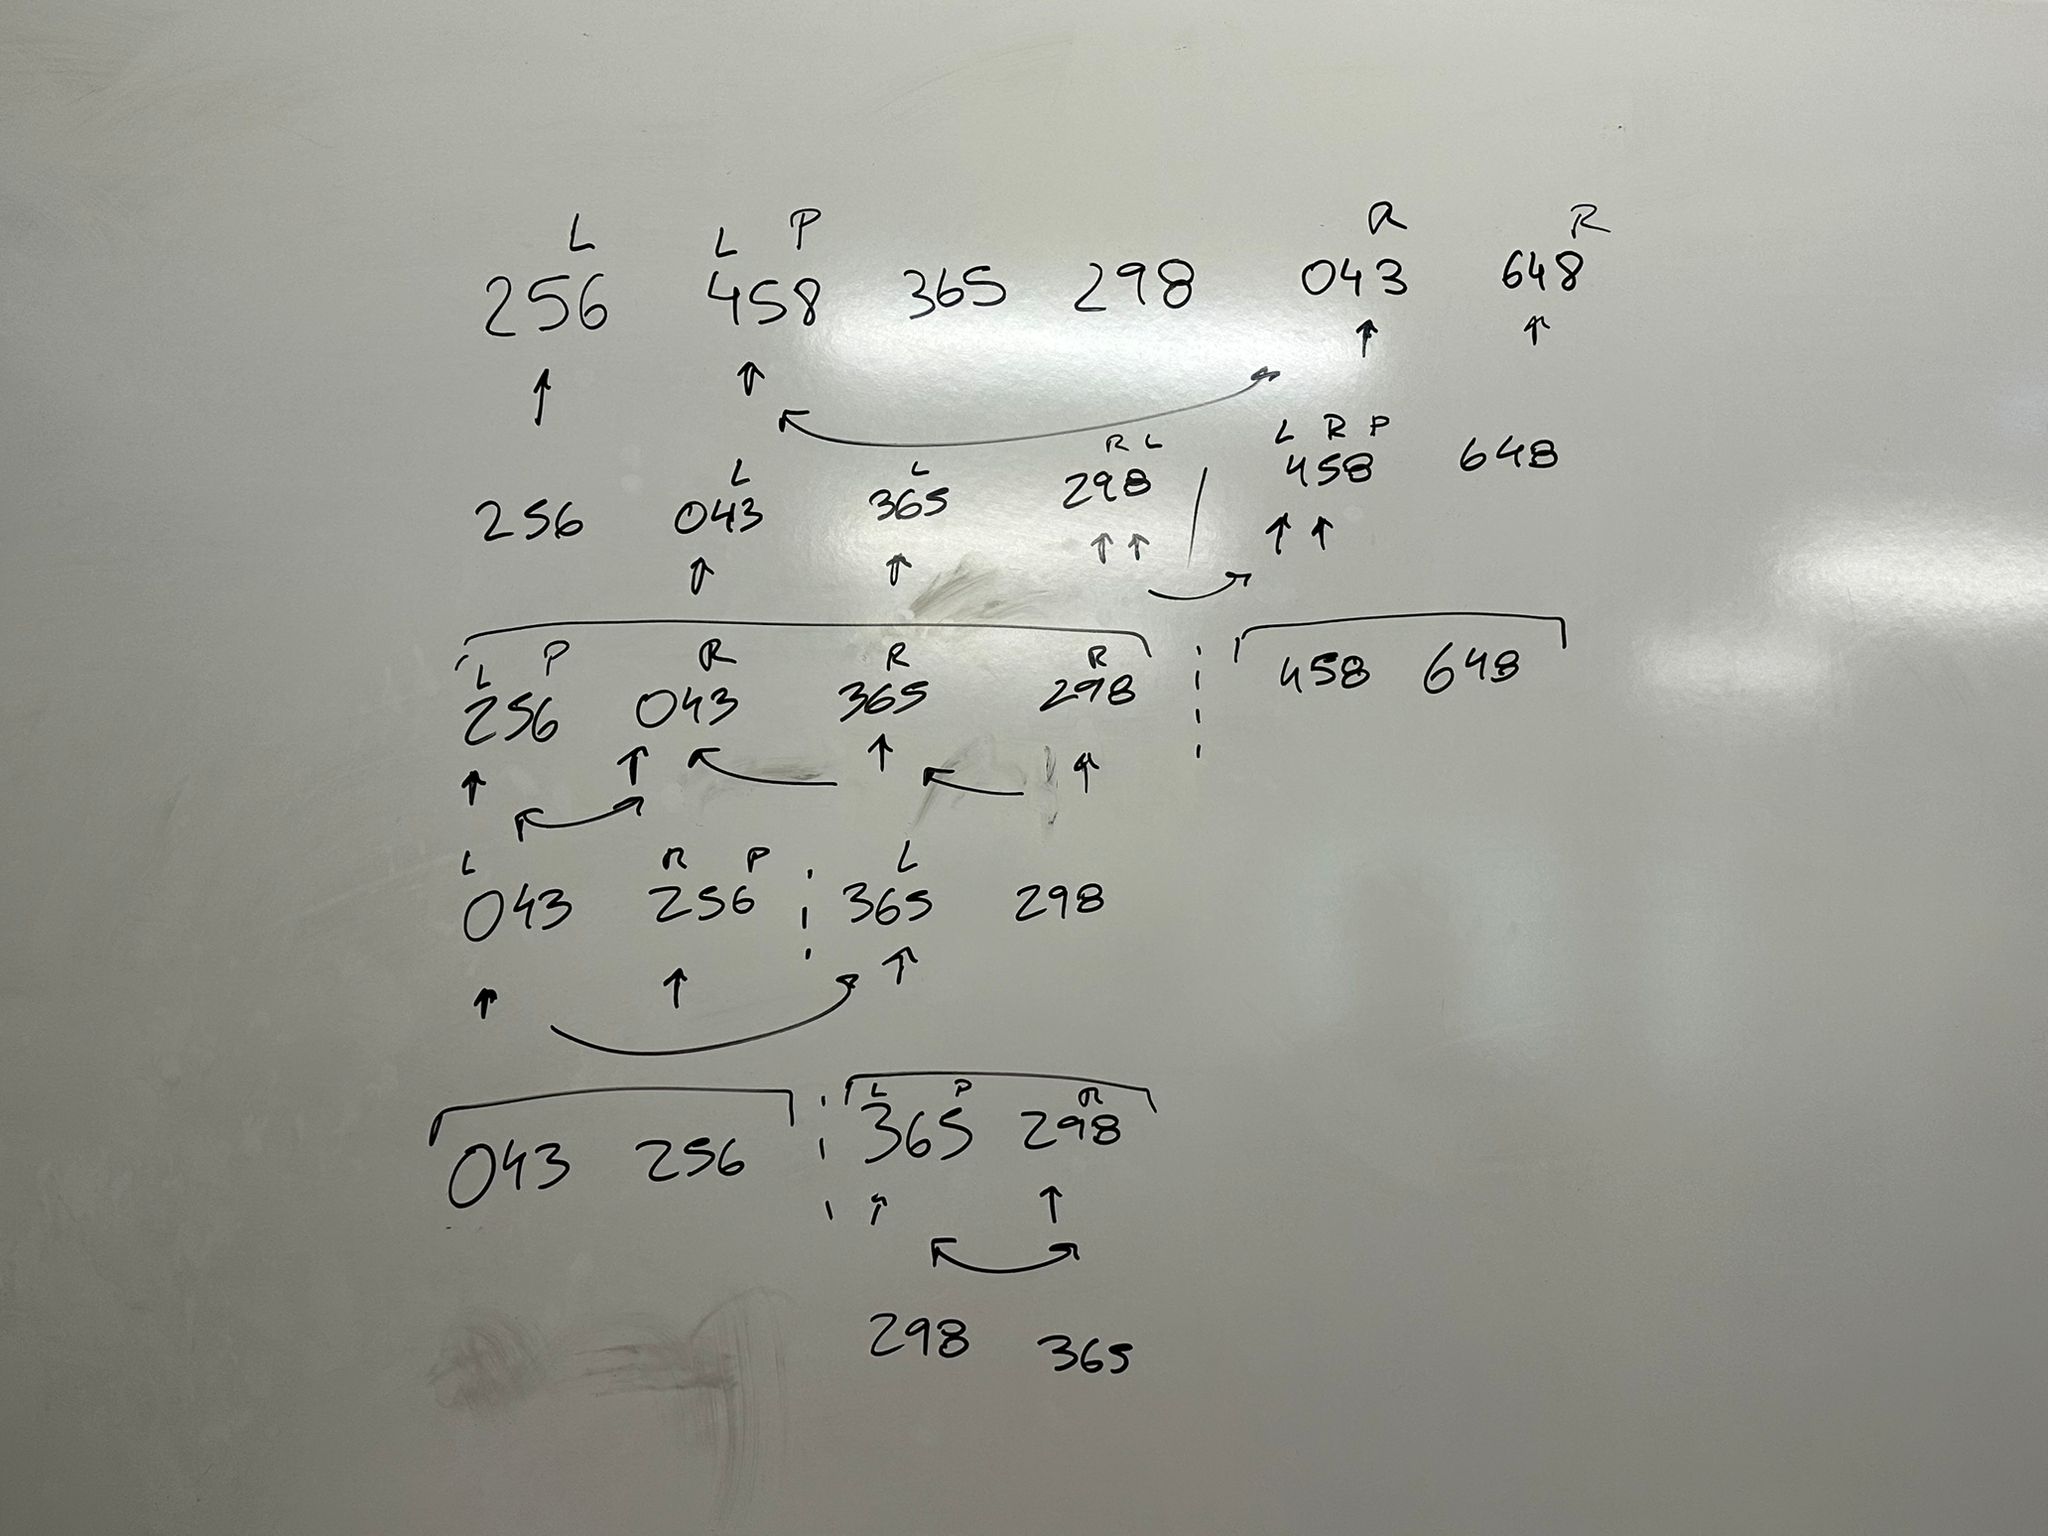 L L P R R
256 458 365 298 043 648
L L R L L R P
256 043 365 298 / 458 648
L P R R R
256 043 365 298 458 648
L R P L
043 256 365 298
L P R
043 256 365 298
298 365